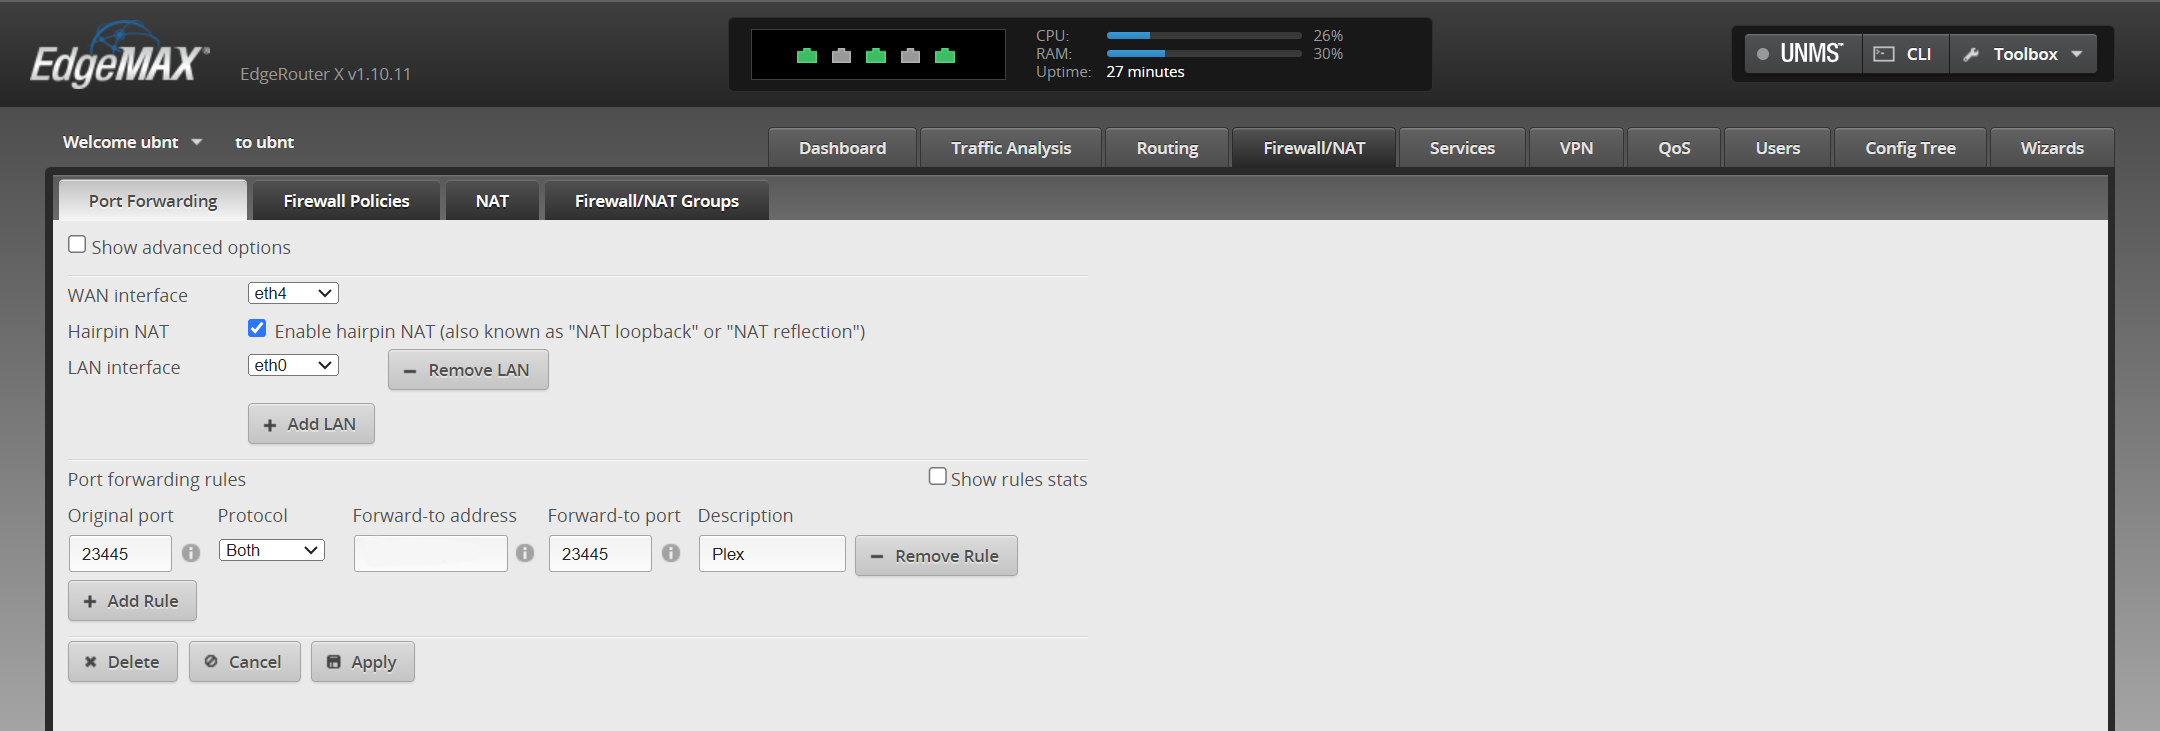 EdgeMAX®
EdgeRouter X v1.10.11
CPU: 26%
RAM: 30%
Uptime: 27 minutes
UNMS™
CLI
Toolbox
Welcome ubnt
to ubnt
Dashboard
Traffic Analysis
Routing
Firewall/NAT
Services
VPN
QoS
Users
Config Tree
Wizards
Port Forwarding
Firewall Policies
NAT
Firewall/NAT Groups
Show advanced options
WAN interface eth4
Hairpin NAT Enable hairpin NAT (also known as "NAT loopback" or "NAT reflection")
LAN interface eth0 − Remove LAN
+ Add LAN
Port forwarding rules Show rules stats
Original port Protocol Forward-to address Forward-to port Description
23445 Both 23445 Plex − Remove Rule
+ Add Rule
Delete Cancel Apply